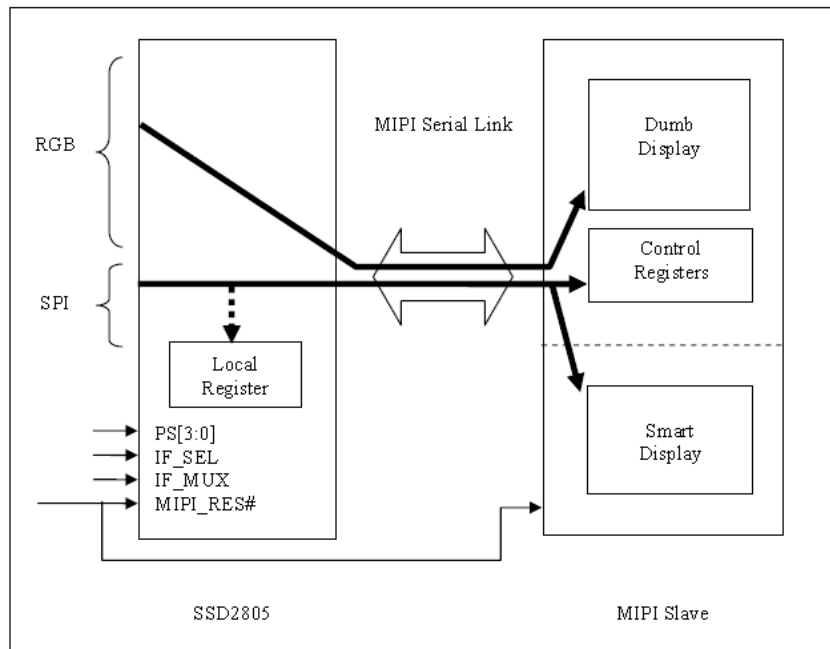 RGB
SPI
MIPI Serial Link
Dumb
Display
Control
Registers
Local
Register
Smart
Display
PS[3:0]
IF_SEL
IF_MUX
MIPI_RES#
SSD2805
MIPI Slave